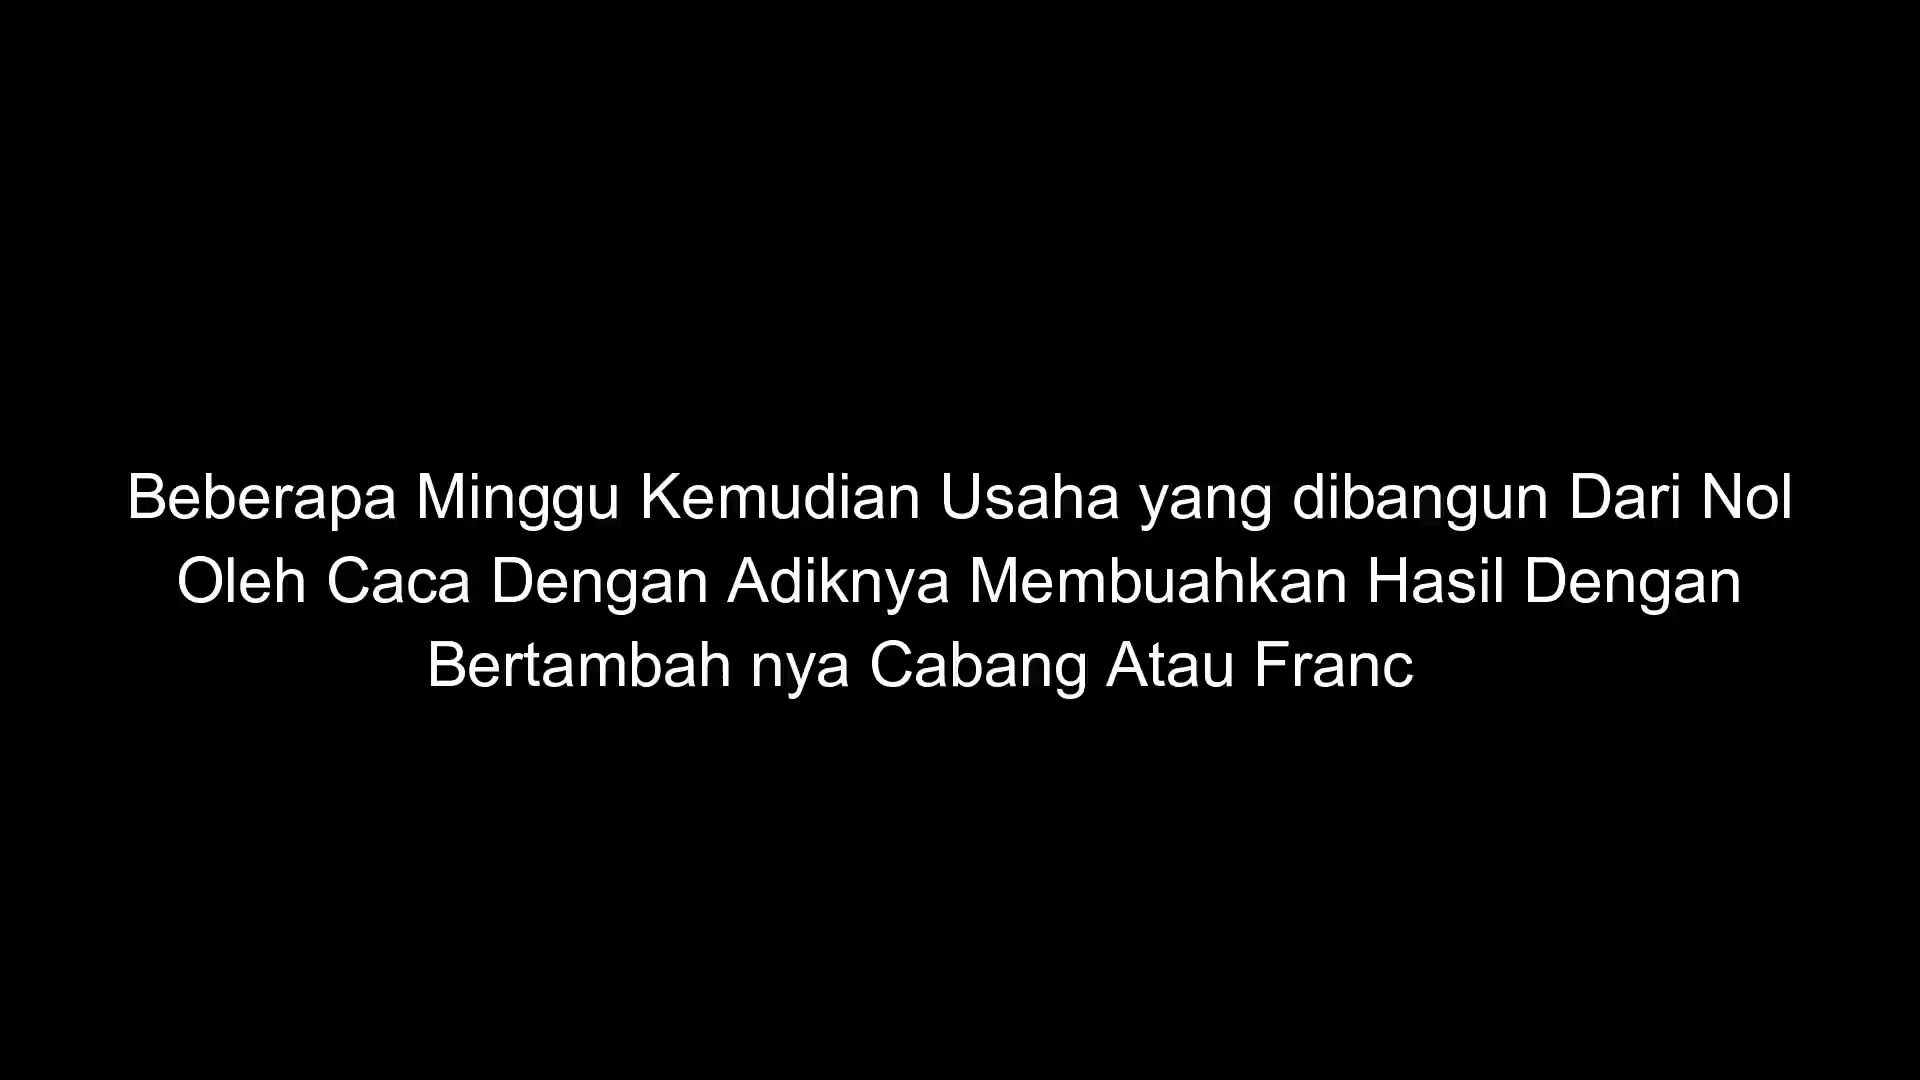 Beberapa Minggu Kemudian Usaha yang dibangun Dari Nol
Oleh Caca Dengan Adiknya Membuahkan Hasil Dengan
Bertambah nya Cabang Atau Franc